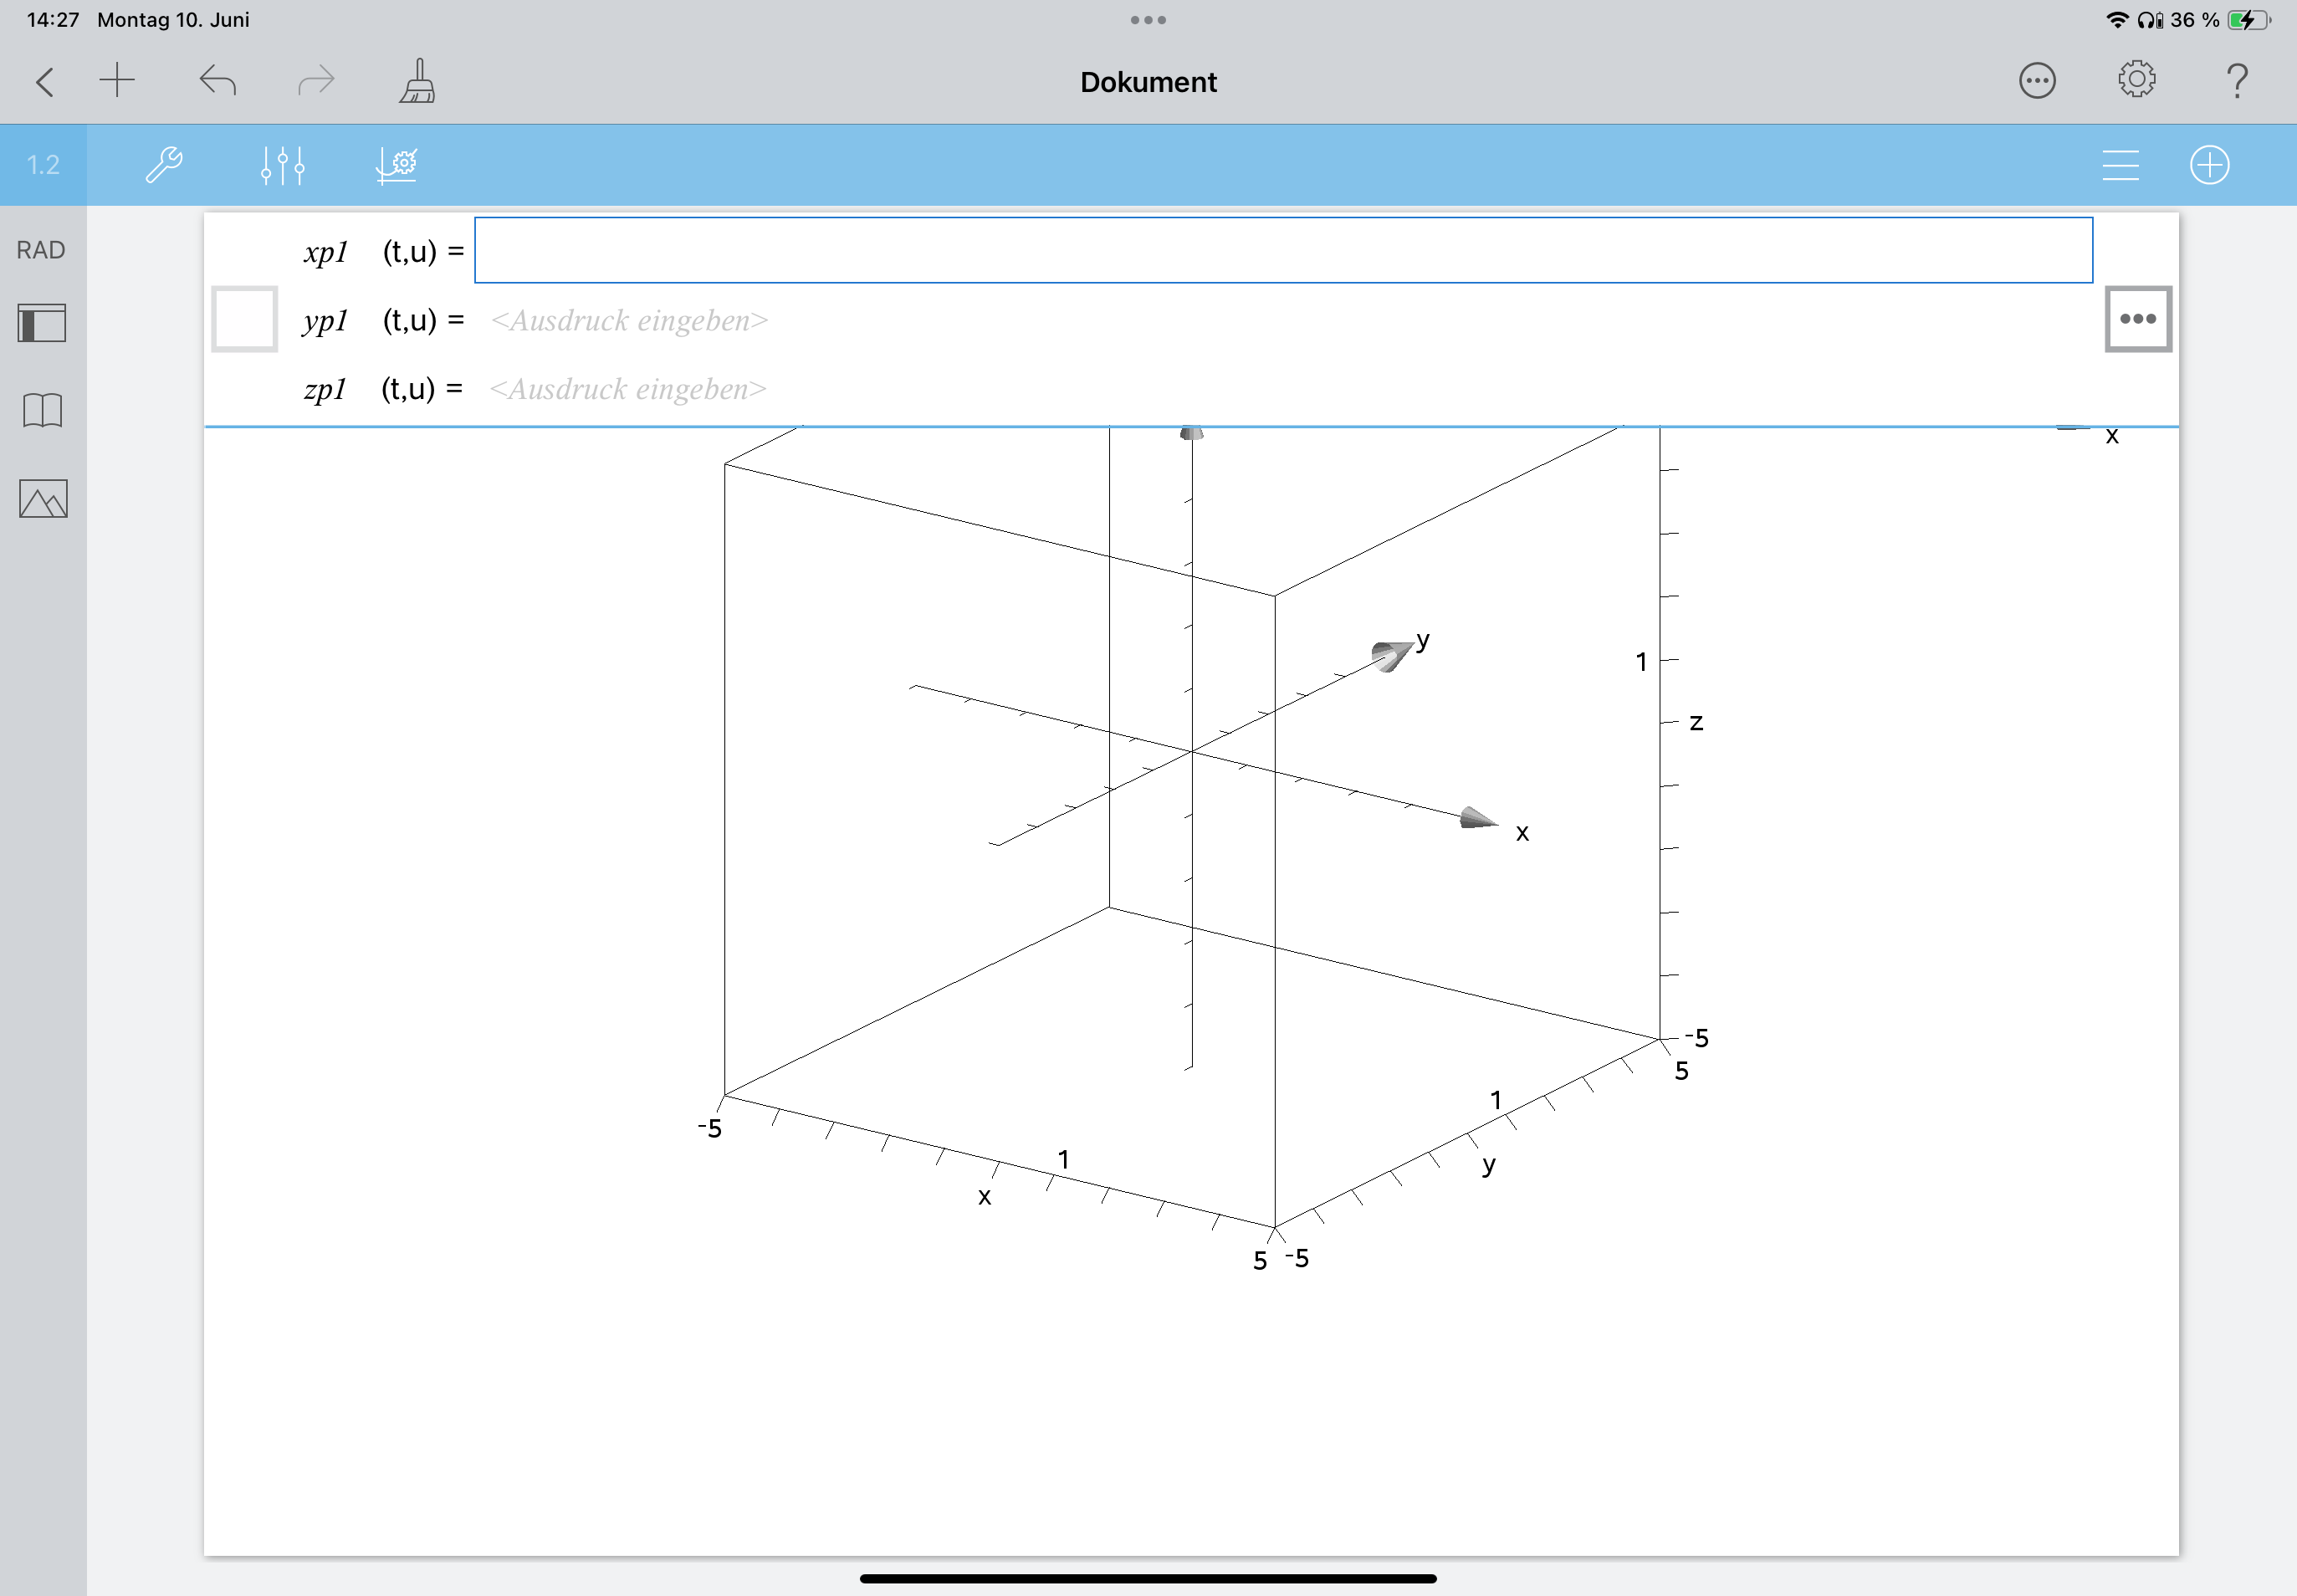 14:27 Montag 10. Juni
36 %
Dokument
1.2
RAD
xp1 (t,u) =
yp1 (t,u) = <Ausdruck eingeben>
zp1 (t,u) = <Ausdruck eingeben>
x
y
1
z
x
-5
5
1
-5
1
y
x
5 -5